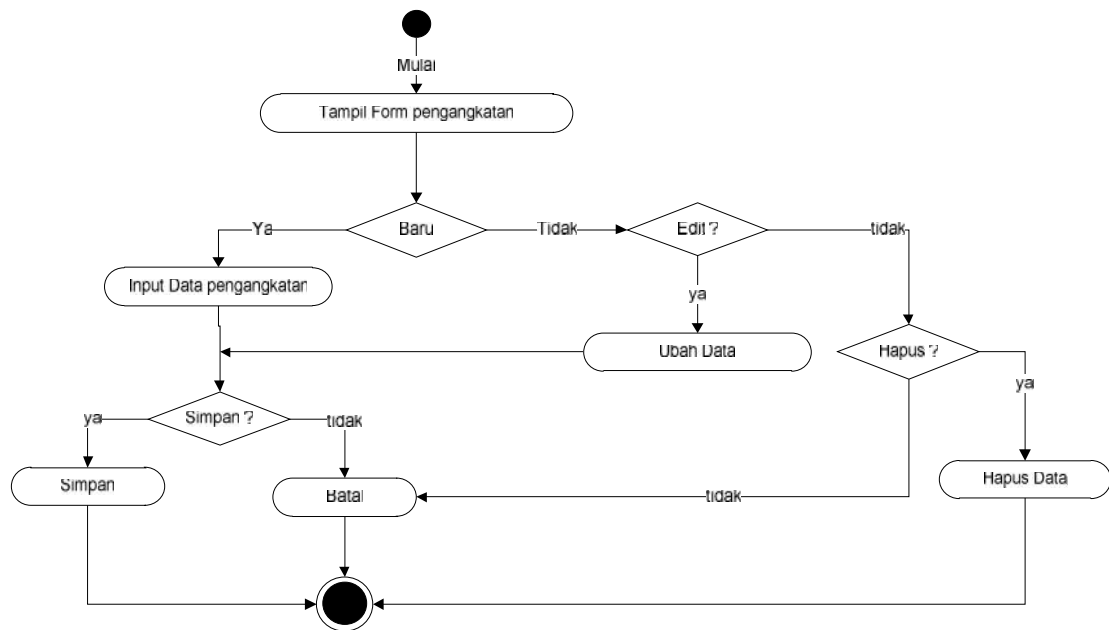 Mulai
Tampil Form pengangkatan
Baru
Ya
Tidak
Edit ?
tidak
Input Data pengangkatan
ya
Ubah Data
Hapus ?
ya
Simpan ?
ya
tidak
Simpan
Batal
tidak
Hapus Data